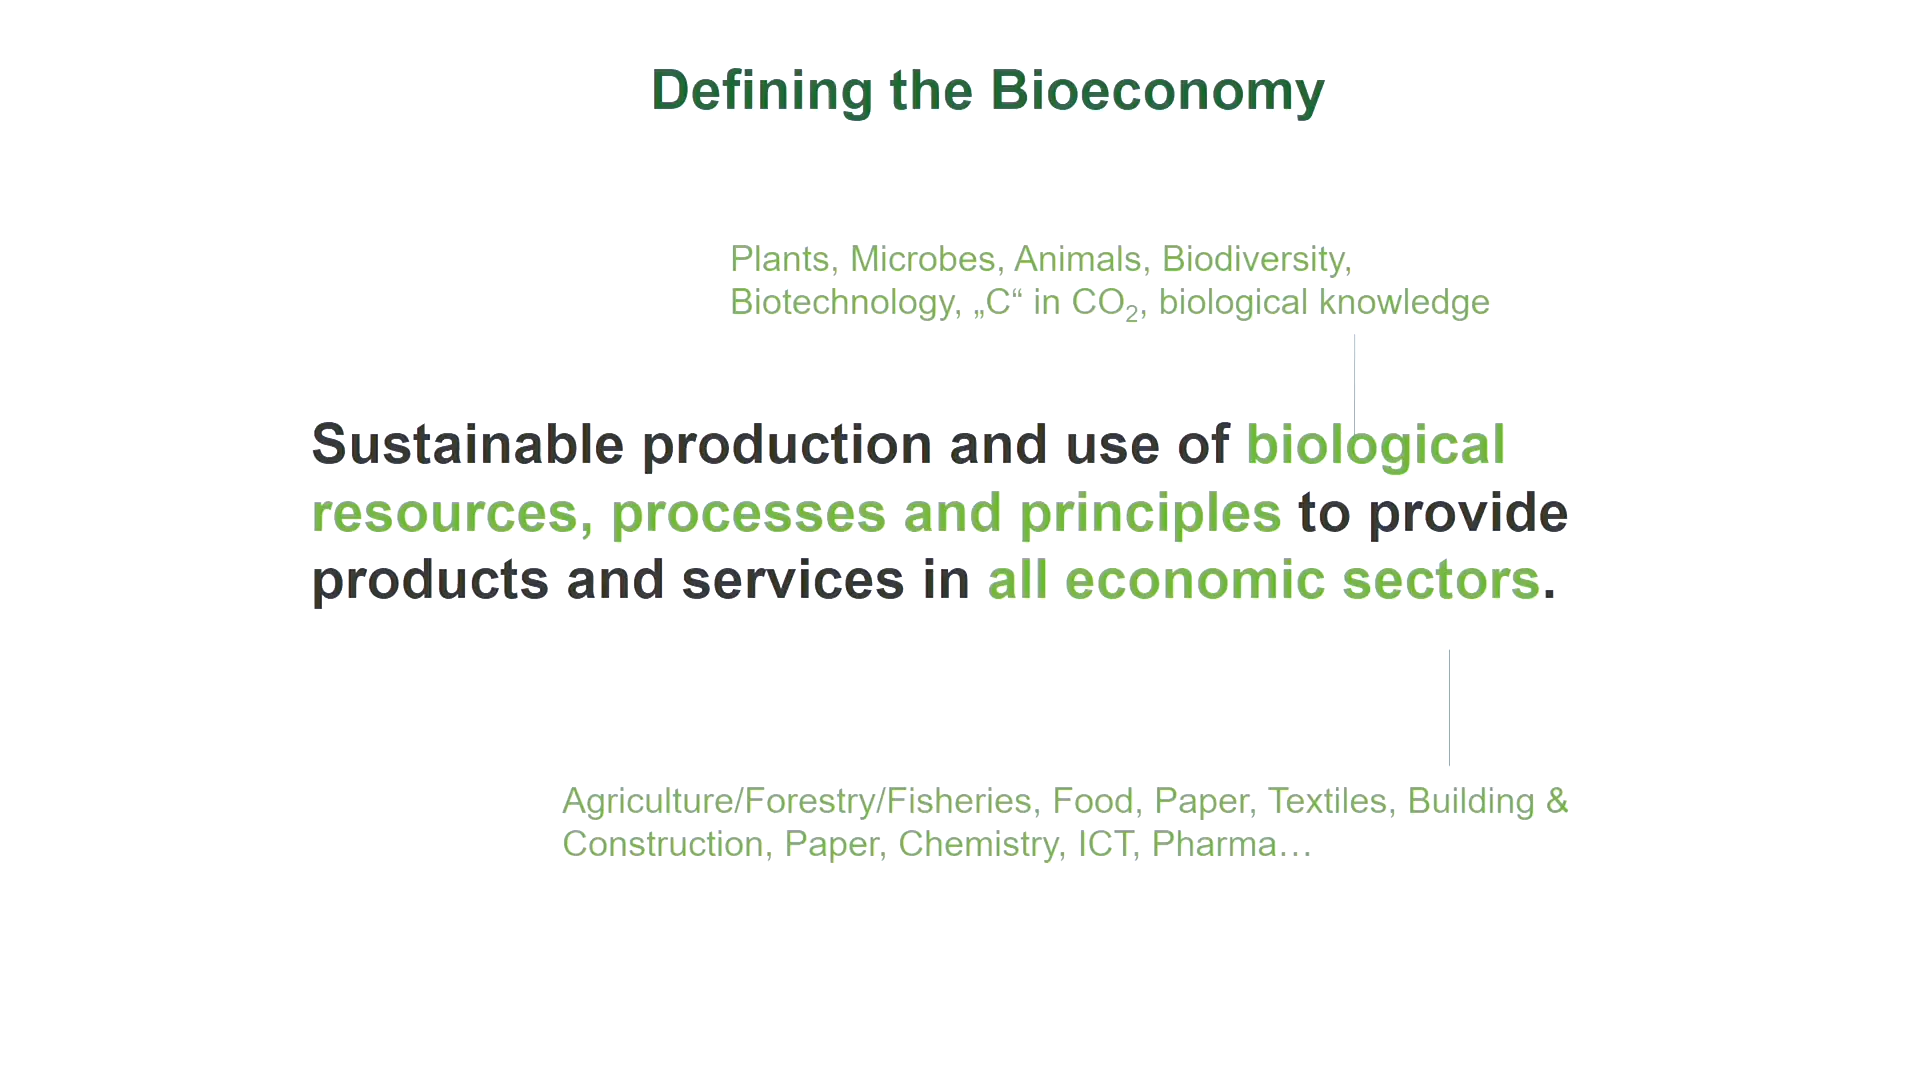 Defining the Bioeconomy
Plants, Microbes, Animals, Biodiversity,
Biotechnology, „C“ in CO₂, biological knowledge
Sustainable production and use of biological
resources, processes and principles to provide
products and services in all economic sectors.
Agriculture/Forestry/Fisheries, Food, Paper, Textiles, Building &
Construction, Paper, Chemistry, ICT, Pharma…